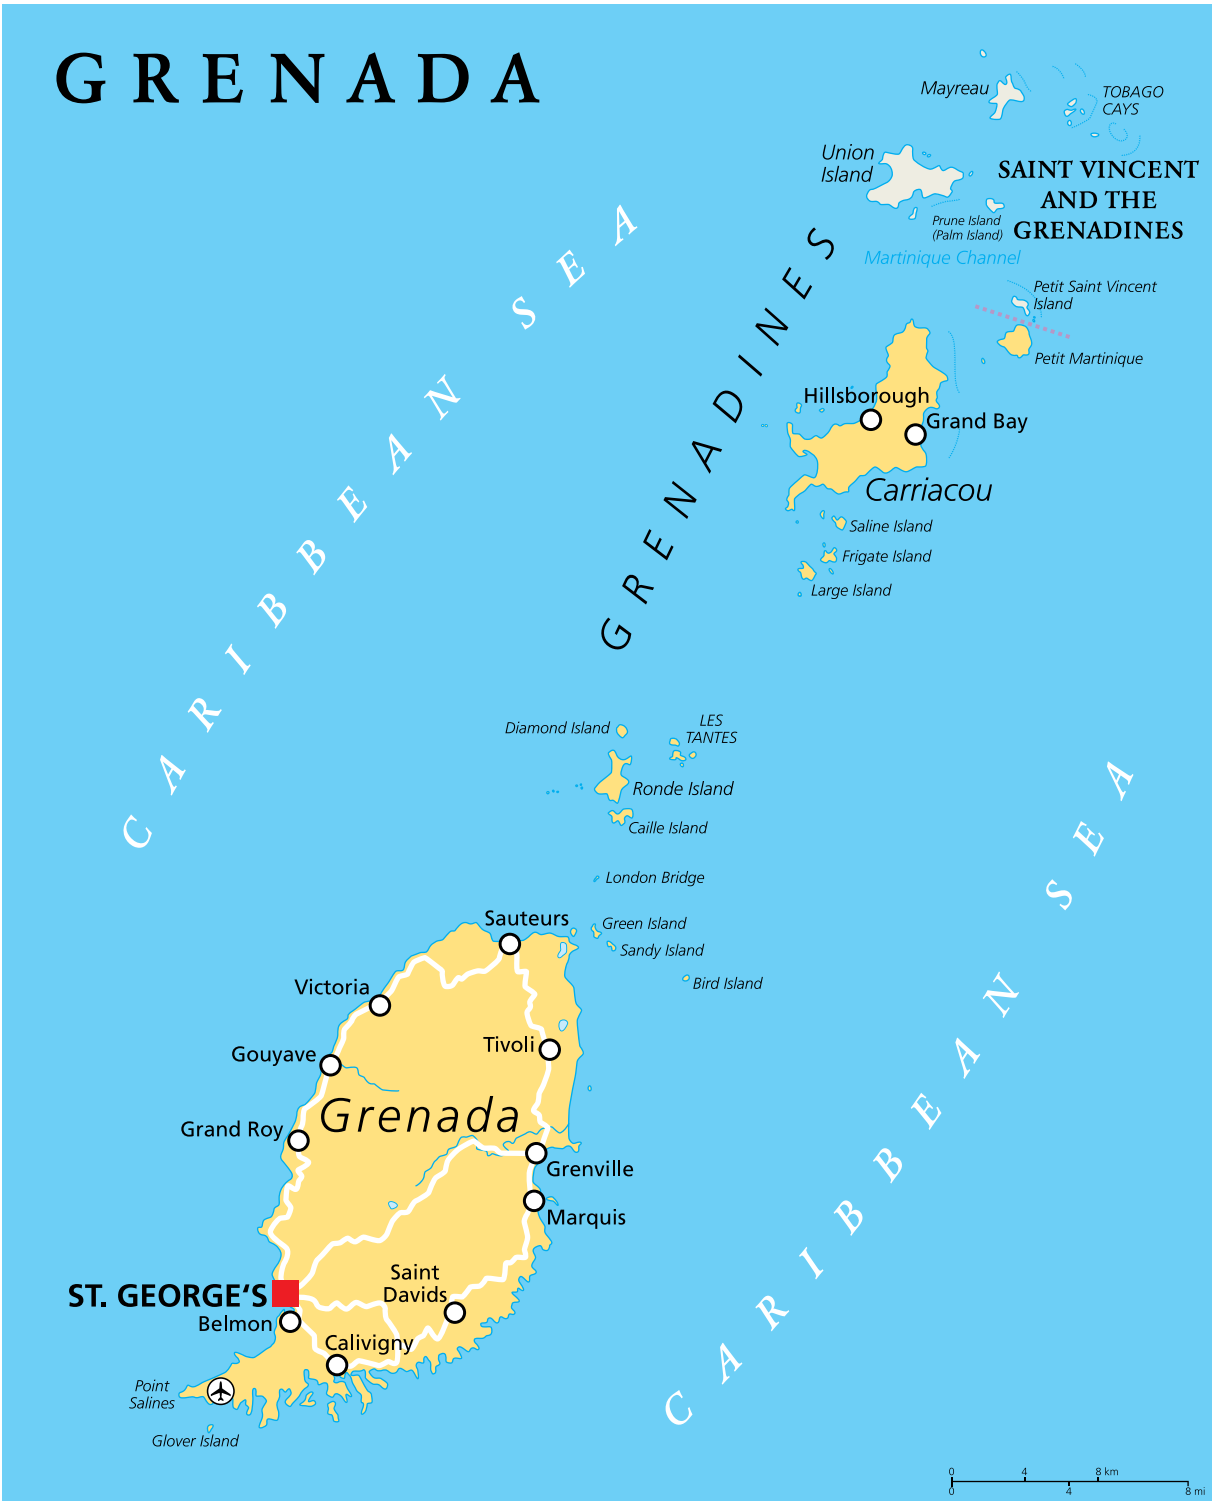 GRENADA
Mayreau
TOBAGO
CAYS
Union
Island
SAINT VINCENT
AND THE
GRENADINES
Prune Island
(Palm Island)
Martinique Channel
CARIBBEAN SEA
GRENADINES
Petit Saint Vincent
Island
Petit Martinique
Hillsborough
Grand Bay
Carriacou
Saline Island
Frigate Island
Large Island
Diamond Island
LES
TANTES
Ronde Island
Caille Island
London Bridge
Sauteurs
Green Island
Sandy Island
Bird Island
Victoria
Tivoli
Gouyave
Grenada
Grand Roy
Grenville
Marquis
CARIBBEAN SEA
Saint
Davids
ST. GEORGE‘S
Belmon
Calivigny
Point
Salines
Glover Island
0 4 8 km
0 4 8 mi